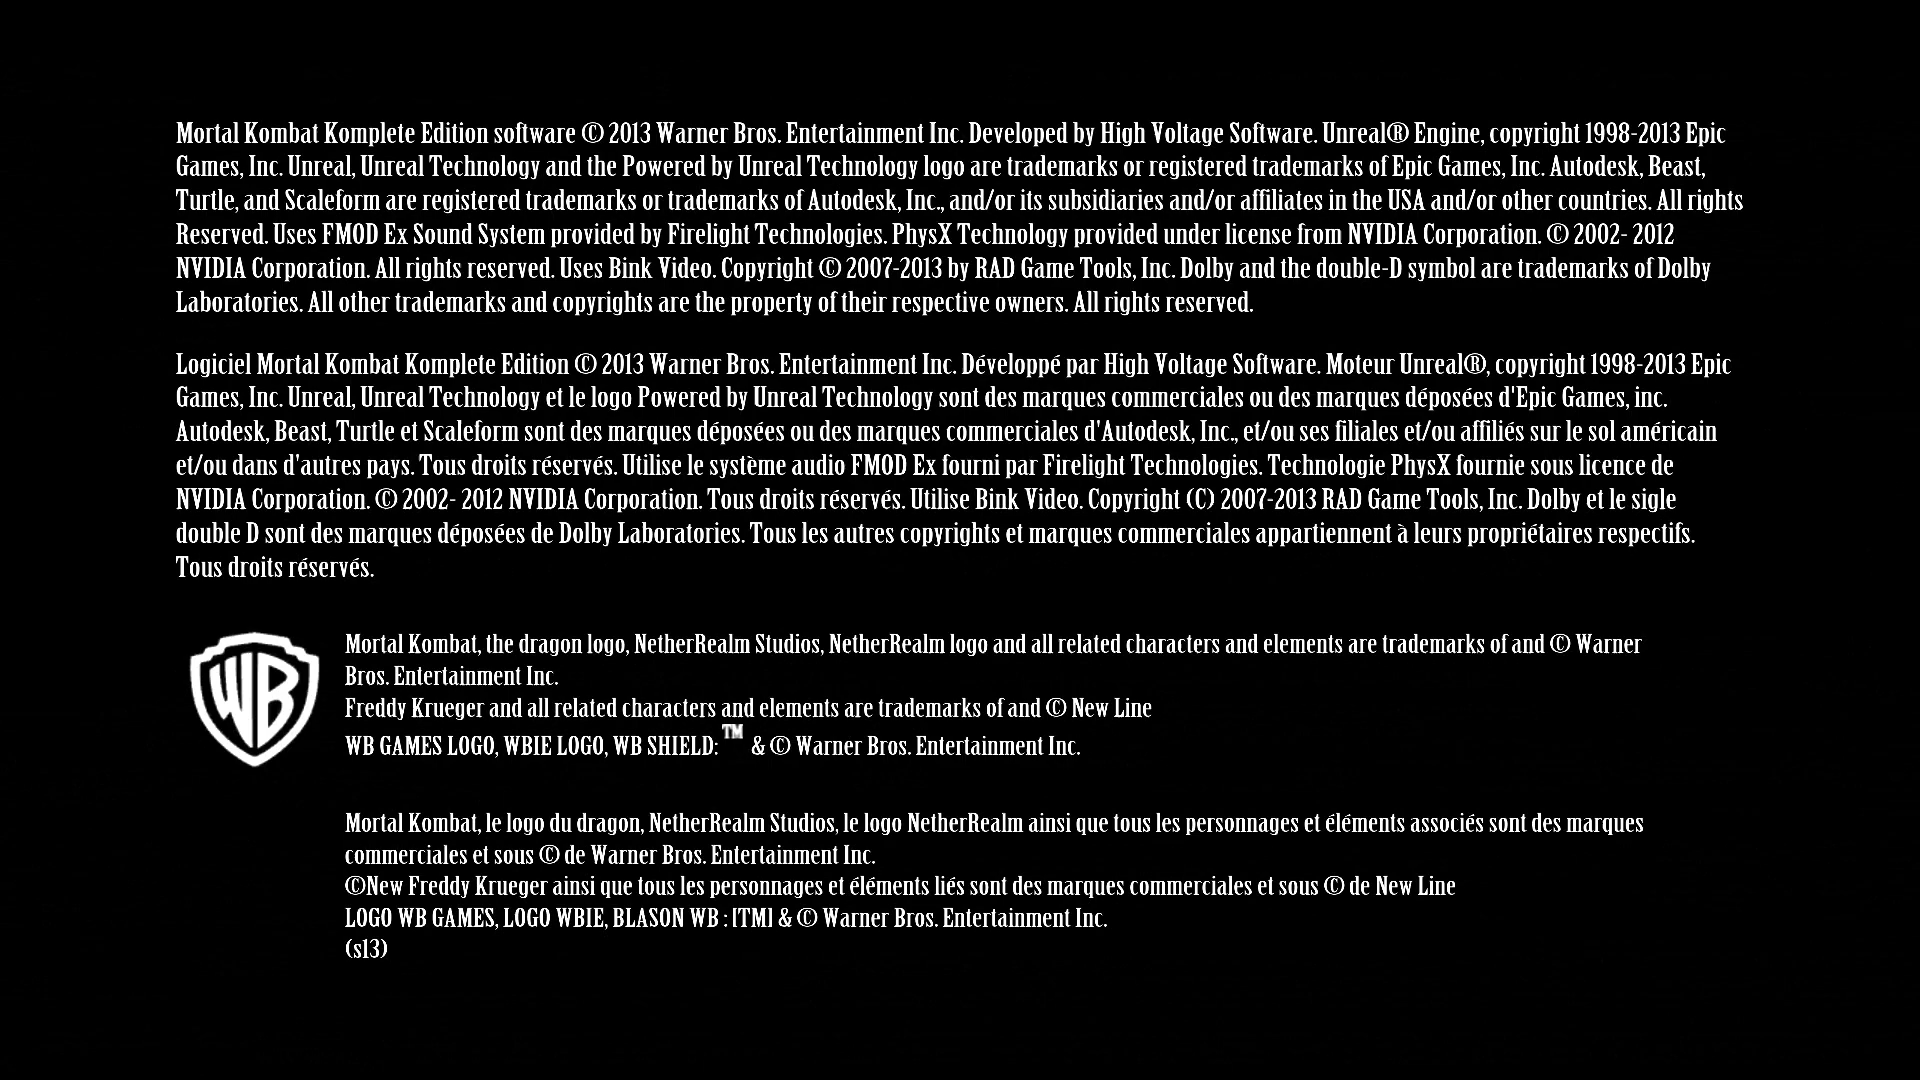 Mortal Kombat Komplete Edition software © 2013 Warner Bros. Entertainment Inc. Developed by High Voltage Software. Unreal® Engine, copyright 1998-2013 Epic
Games, Inc. Unreal, Unreal Technology and the Powered by Unreal Technology logo are trademarks or registered trademarks of Epic Games, Inc. Autodesk, Beast,
Turtle, and Scaleform are registered trademarks or trademarks of Autodesk, Inc., and/or its subsidiaries and/or affiliates in the USA and/or other countries. All rights
Reserved. Uses FMOD Ex Sound System provided by Firelight Technologies. PhysX Technology provided under license from NVIDIA Corporation. © 2002- 2012
NVIDIA Corporation. All rights reserved. Uses Bink Video. Copyright © 2007-2013 by RAD Game Tools, Inc. Dolby and the double-D symbol are trademarks of Dolby
Laboratories. All other trademarks and copyrights are the property of their respective owners. All rights reserved.
Logiciel Mortal Kombat Komplete Edition © 2013 Warner Bros. Entertainment Inc. Développé par High Voltage Software. Moteur Unreal®, copyright 1998-2013 Epic
Games, Inc. Unreal, Unreal Technology et le logo Powered by Unreal Technology sont des marques commerciales ou des marques déposées d'Epic Games, inc.
Autodesk, Beast, Turtle et Scaleform sont des marques déposées ou des marques commerciales d'Autodesk, Inc., et/ou ses filiales et/ou affiliés sur le sol américain
et/ou dans d'autres pays. Tous droits réservés. Utilise le système audio FMOD Ex fourni par Firelight Technologies. Technologie PhysX fournie sous licence de
NVIDIA Corporation. © 2002- 2012 NVIDIA Corporation. Tous droits réservés. Utilise Bink Video. Copyright (C) 2007-2013 RAD Game Tools, Inc. Dolby et le sigle
double D sont des marques déposées de Dolby Laboratories. Tous les autres copyrights et marques commerciales appartiennent à leurs propriétaires respectifs.
Tous droits réservés.
WB
Mortal Kombat, the dragon logo, NetherRealm Studios, NetherRealm logo and all related characters and elements are trademarks of and © Warner
Bros. Entertainment Inc.
Freddy Krueger and all related characters and elements are trademarks of and © New Line
WB GAMES LOGO, WBIE LOGO, WB SHIELD: ™ & © Warner Bros. Entertainment Inc.
Mortal Kombat, le logo du dragon, NetherRealm Studios, le logo NetherRealm ainsi que tous les personnages et éléments associés sont des marques
commerciales et sous © de Warner Bros. Entertainment Inc.
©New Freddy Krueger ainsi que tous les personnages et éléments liés sont des marques commerciales et sous © de New Line
LOGO WB GAMES, LOGO WBIE, BLASON WB : [TM] & © Warner Bros. Entertainment Inc.
(s13)